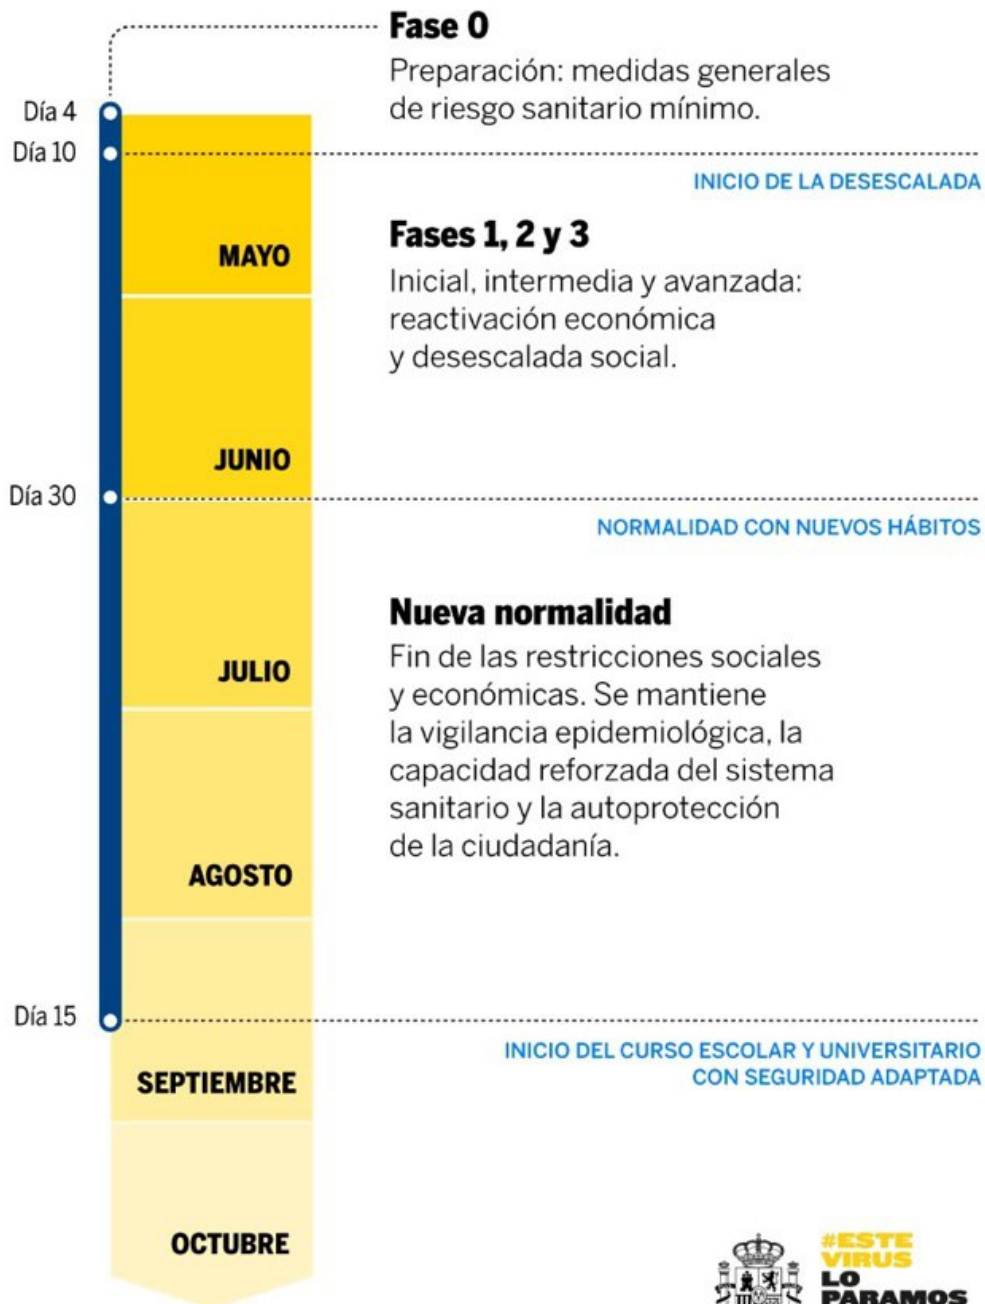 Fase 0
Preparación: medidas generales
de riesgo sanitario mínimo.
Día 4
Día 10
INICIO DE LA DESESCALADA
Fases 1, 2 y 3
MAYO
Inicial, intermedia y avanzada:
reactivación económica
y desescalada social.
JUNIO
Día 30
NORMALIDAD CON NUEVOS HÁBITOS
Nueva normalidad
Fin de las restricciones sociales
JULIO
y económicas. Se mantiene
la vigilancia epidemiológica, la
capacidad reforzada del sistema
sanitario y la autoprotección
de la ciudadanía.
AGOSTO
Día 15
INICIO DEL CURSO ESCOLAR Y UNIVERSITARIO
CON SEGURIDAD ADAPTADA
SEPTIEMBRE
OCTUBRE
#ESTE
VIRUS
LO
PARAMOS